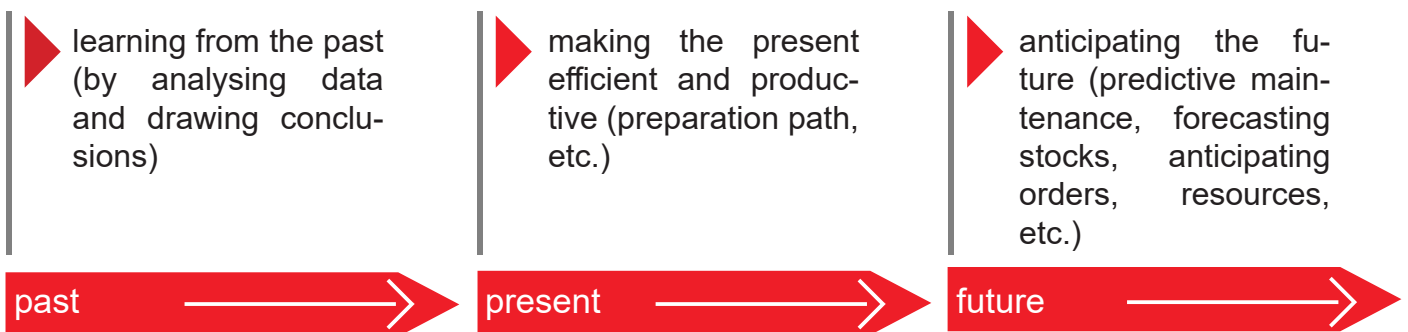 learning from the past
(by analysing data
and drawing conclu-
sions)
making the present
efficient and produc-
tive (preparation path,
etc.)
anticipating the fu-
ture (predictive main-
tenance, forecasting
stocks, anticipating
orders, resources,
etc.)
past
present
future